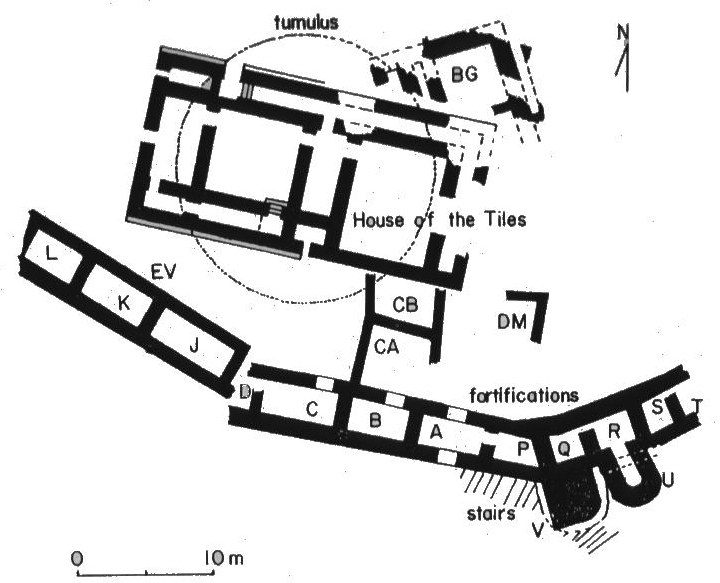 tumulus
N
BG
House of the Tiles
L
EV
K
J
CB
DM
CA
D
C
B
A
fortifications
P
Q
R
S
T
U
V
stairs
0 10 m